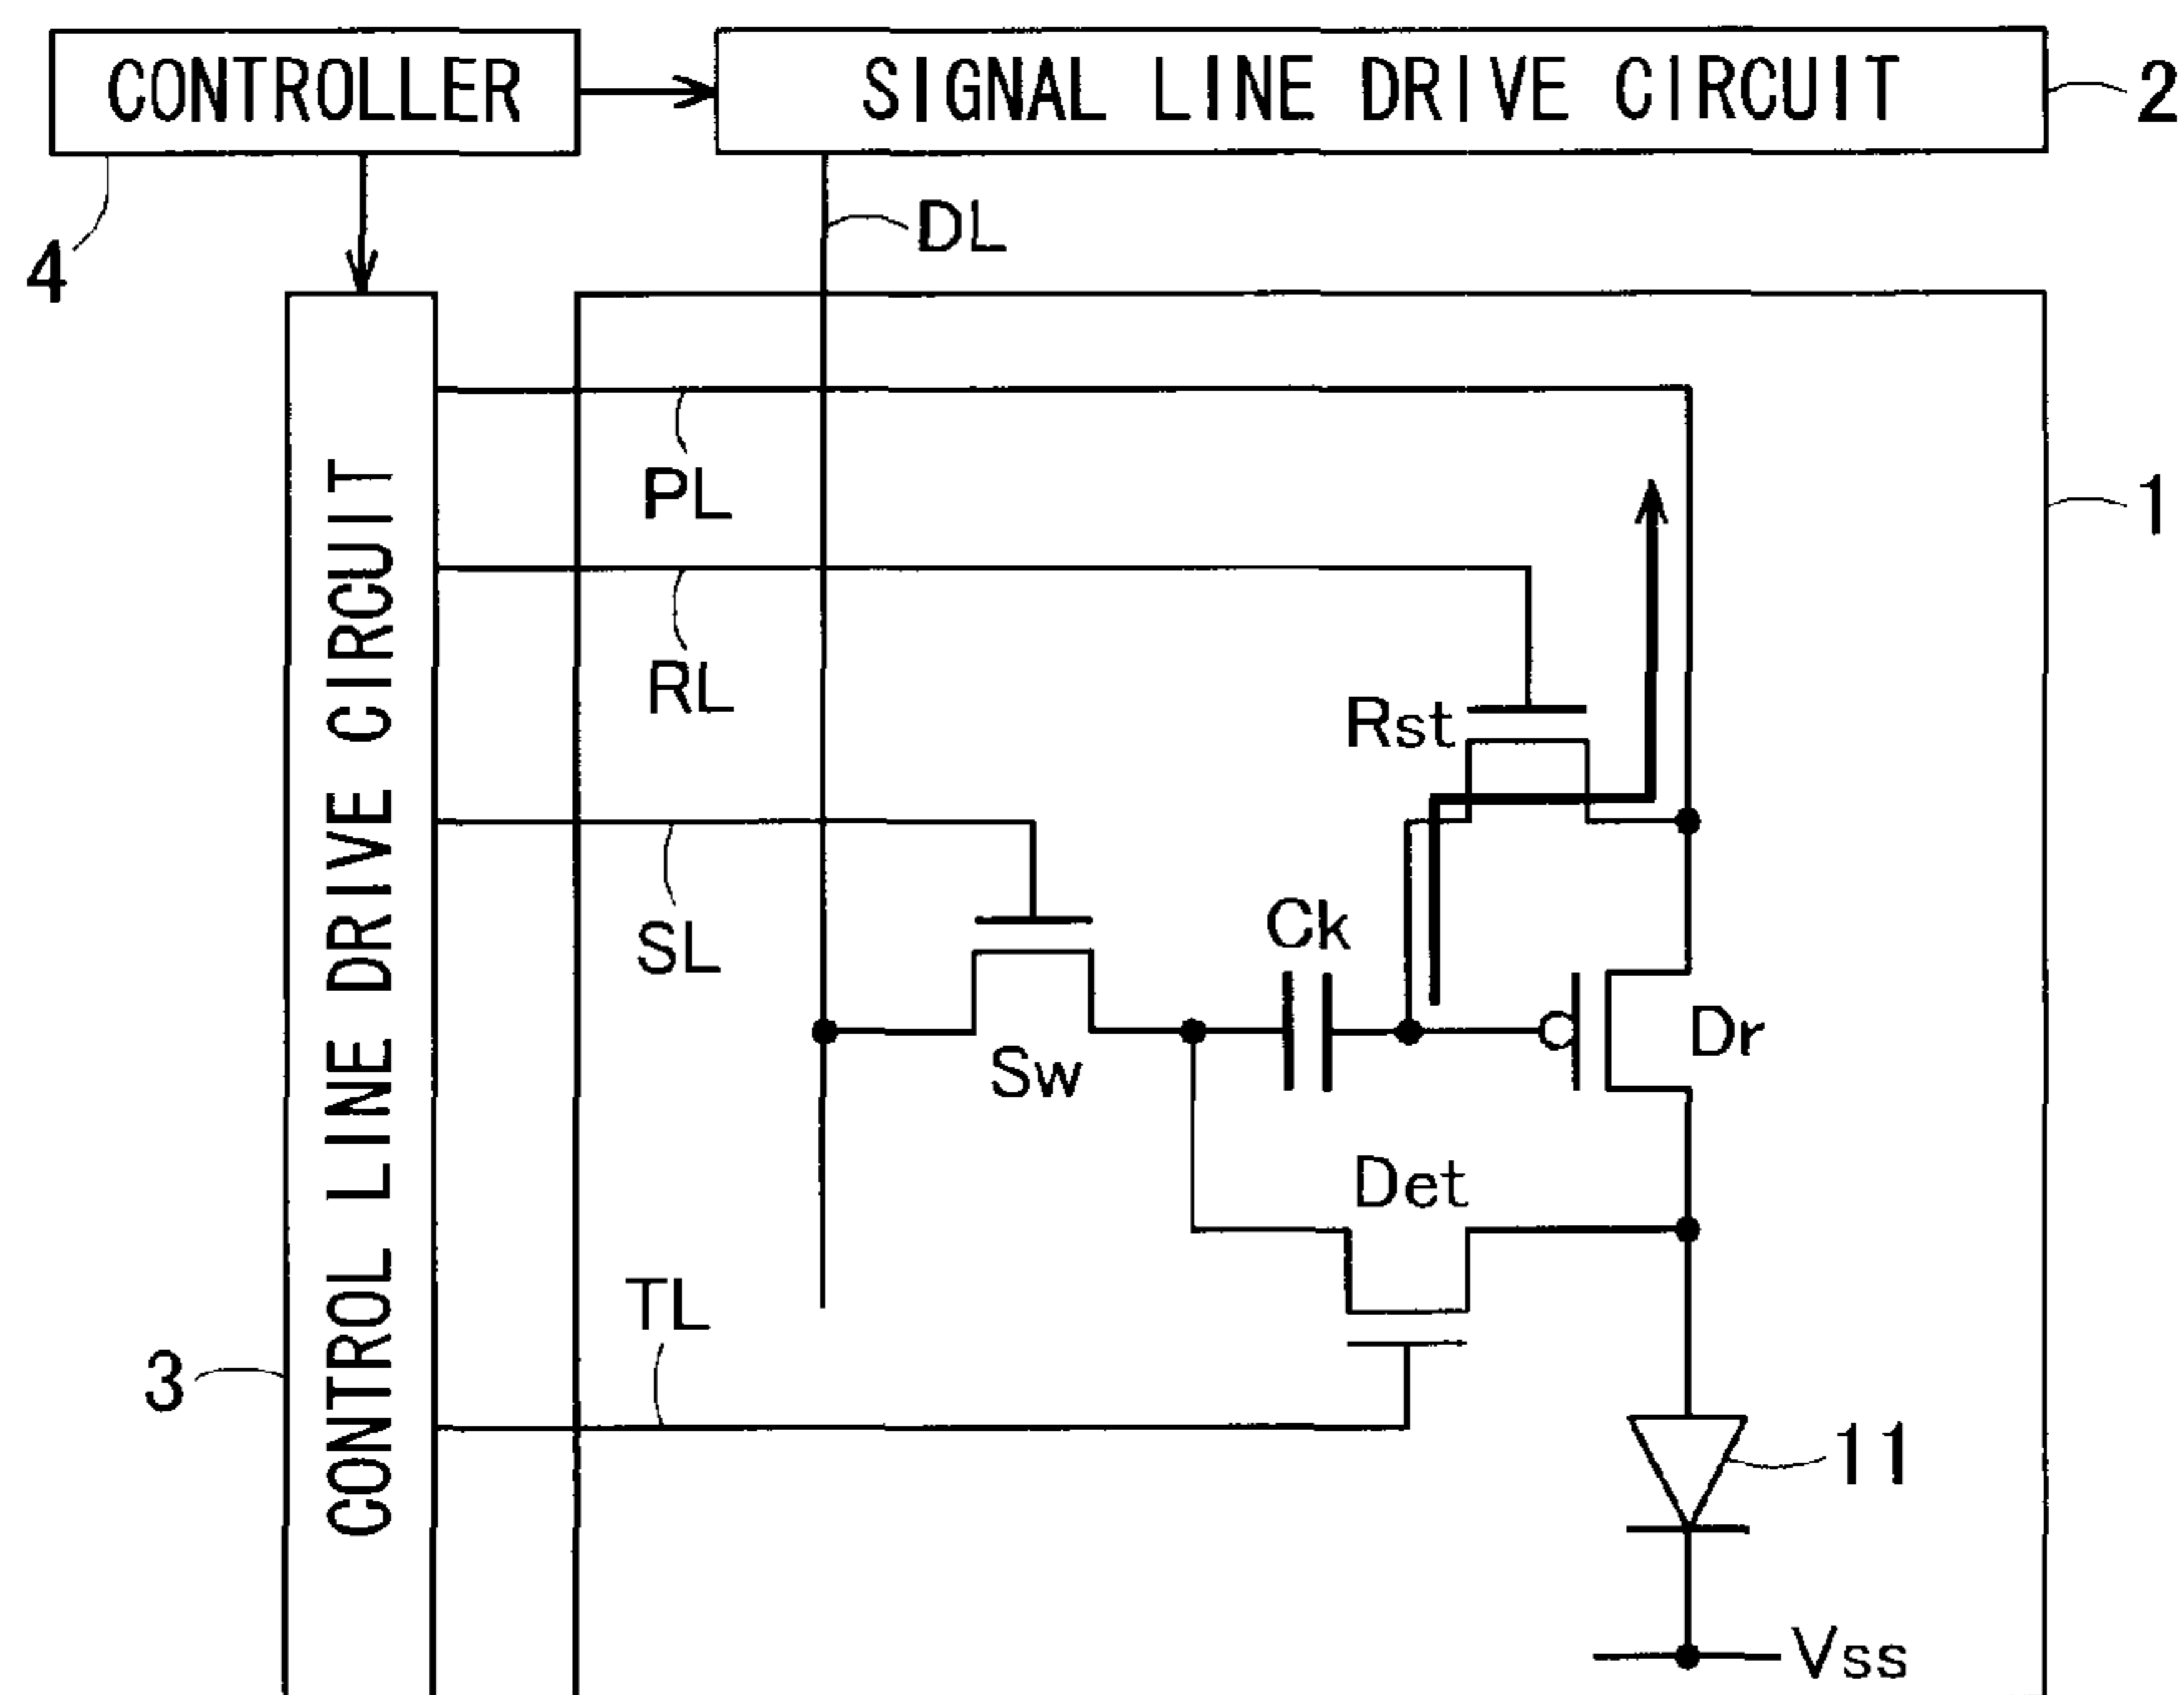 CONTROLLER
SIGNAL LINE DRIVE CIRCUIT
2
4
DL
PL
1
RL
Rst
SL
Ck
Dr
Sw
Det
TL
3
CONTROL LINE DRIVE CIRCUIT
11
Vss